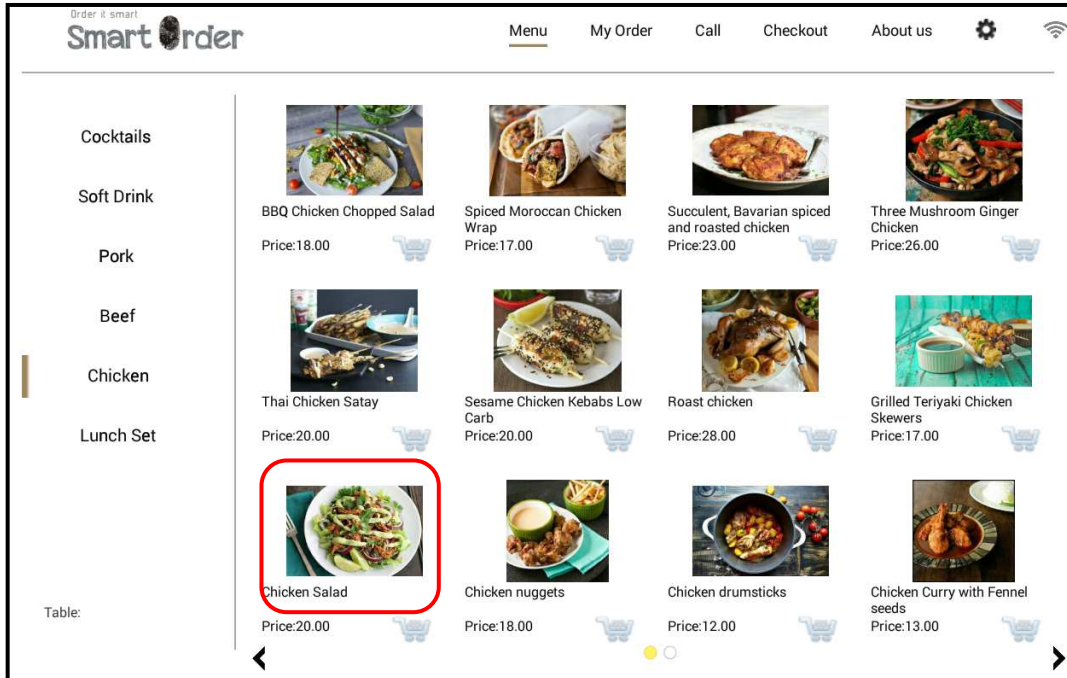 Order it smart
Smart Order
Menu
My Order
Call
Checkout
About us
Cocktails
Soft Drink
Pork
Beef
Chicken
Lunch Set
Table:
BBQ Chicken Chopped Salad
Price:18.00
Spiced Moroccan Chicken
Wrap
Price:17.00
Succulent, Bavarian spiced
and roasted chicken
Price:23.00
Three Mushroom Ginger
Chicken
Price:26.00
Thai Chicken Satay
Price:20.00
Sesame Chicken Kebabs Low
Carb
Price:20.00
Roast chicken
Price:28.00
Grilled Teriyaki Chicken
Skewers
Price:17.00
Chicken Salad
Price:20.00
Chicken nuggets
Price:18.00
Chicken drumsticks
Price:12.00
Chicken Curry with Fennel
seeds
Price:13.00